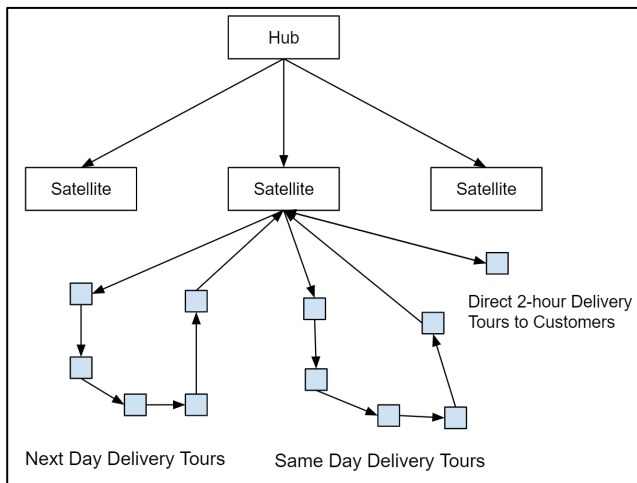 Hub
Satellite
Satellite
Satellite
Direct 2-hour Delivery
Tours to Customers
Next Day Delivery Tours
Same Day Delivery Tours